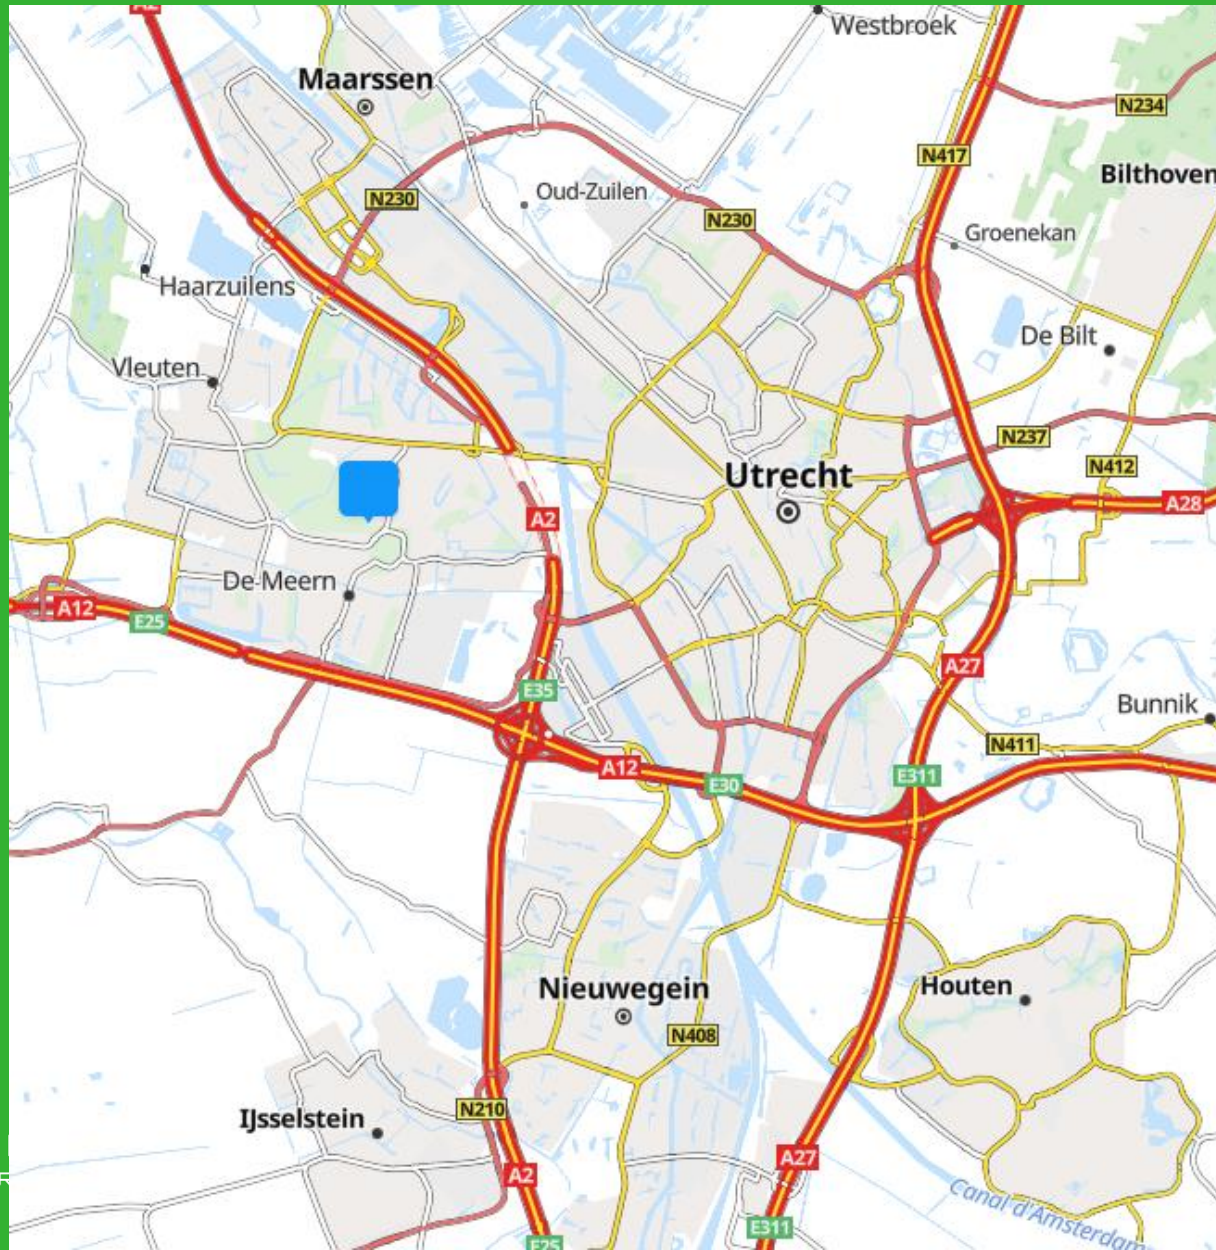 A2
Westbroek
Maarssen
N234
N417
Bilthoven
N230
Oud-Zuilen
N230
Groenekan
Haarzuilens
De Bilt
Vleuten
N237
Utrecht
N412
A28
A2
De Meern
A12
E25
A27
E35
Bunnik
N411
A12
E30
E311
Nieuwegein
Houten
N408
N210
IJsselstein
A27
A2
Canal d'Amsterdam
E311
E25